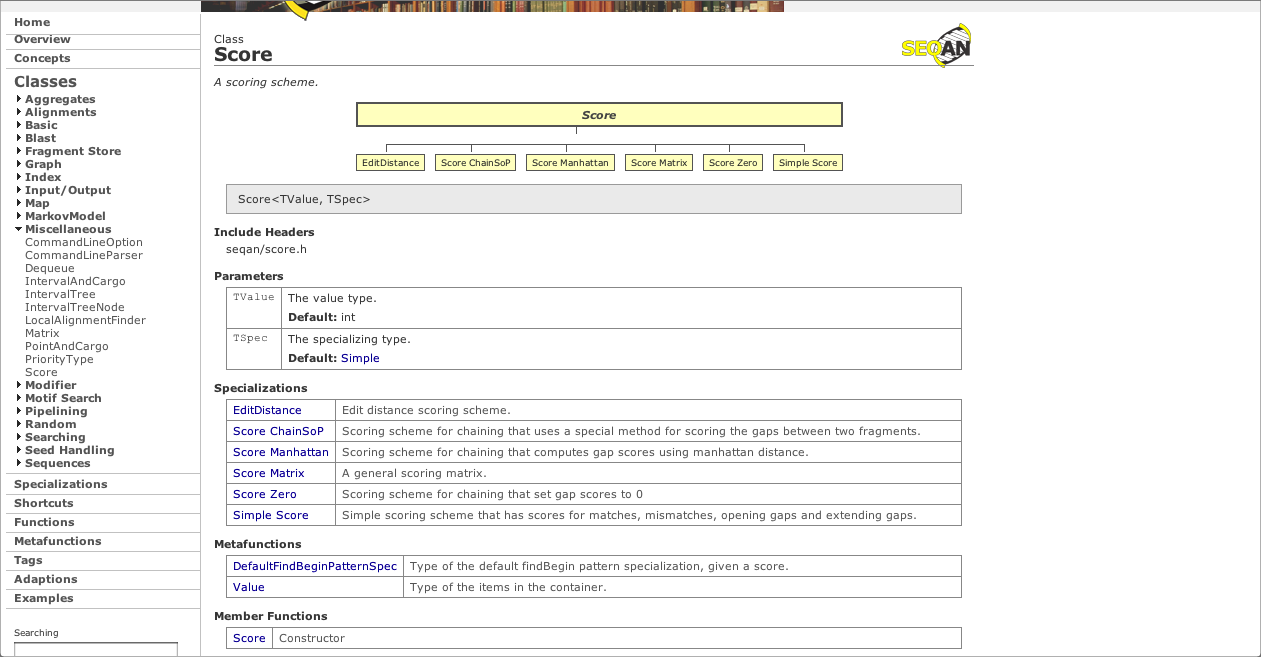 Home
Overview
Concepts
Classes
Aggregates
Alignments
Basic
Blast
Fragment Store
Graph
Index
Input/Output
Map
MarkovModel
Miscellaneous
CommandLineOption
CommandLineParser
Dequeue
IntervalAndCargo
IntervalTree
IntervalTreeNode
LocalAlignmentFinder
Matrix
PointAndCargo
PriorityType
Score
Modifier
Motif Search
Pipelining
Random
Searching
Seed Handling
Sequences
Specializations
Shortcuts
Functions
Metafunctions
Tags
Adaptions
Examples
Searching
Class
Score
SEQAN
A scoring scheme.
Score
EditDistance Score ChainSoP Score Manhattan Score Matrix Score Zero Simple Score
Score<TValue, TSpec>
Include Headers
seqan/score.h
Parameters
TValue The value type.
Default: int
TSpec The specializing type.
Default: Simple
Specializations
EditDistance Edit distance scoring scheme.
Score ChainSoP Scoring scheme for chaining that uses a special method for scoring the gaps between two fragments.
Score Manhattan Scoring scheme for chaining that computes gap scores using manhattan distance.
Score Matrix A general scoring matrix.
Score Zero Scoring scheme for chaining that set gap scores to 0
Simple Score Simple scoring scheme that has scores for matches, mismatches, opening gaps and extending gaps.
Metafunctions
DefaultFindBeginPatternSpec Type of the default findBegin pattern specialization, given a score.
Value Type of the items in the container.
Member Functions
Score Constructor